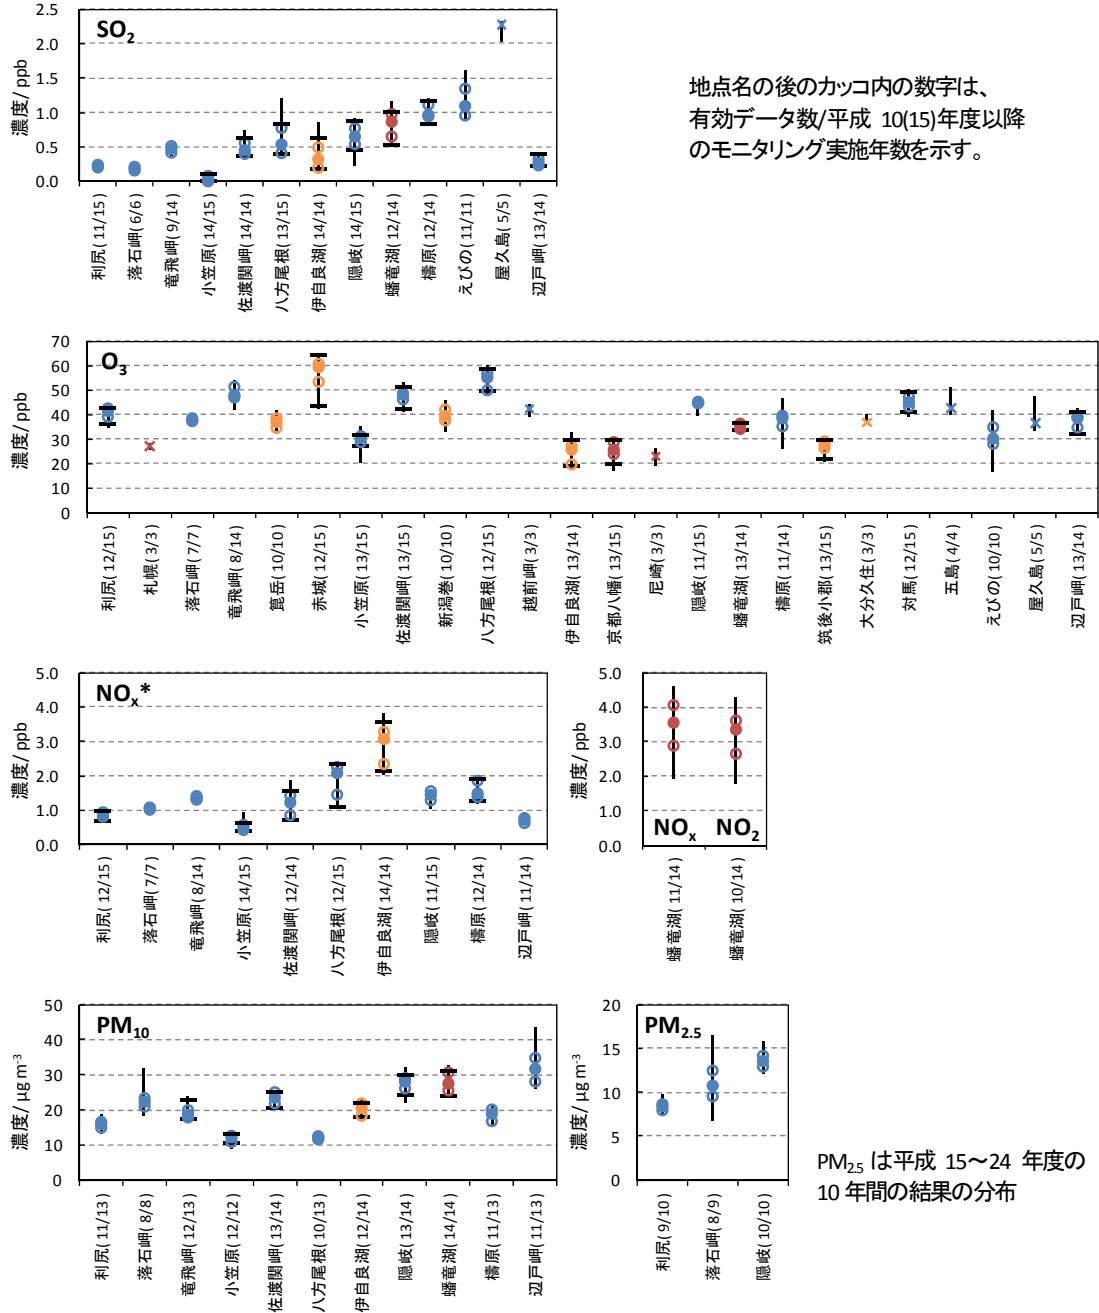 SO2
濃度/ ppb
2.5
2.0
1.5
1.0
0.5
0.0
利尻( 11/15)
落石岬( 6/6)
竜飛岬( 9/14)
小笠原( 14/15)
佐渡関岬( 14/14)
八方尾根( 13/15)
伊自良湖( 14/14)
隠岐( 14/15)
蟠竜湖( 12/14)
檮原( 12/14)
えびの( 11/11)
屋久島( 5/5)
辺戸岬( 13/14)
地点名の後のカッコ内の数字は、
有効データ数/平成 10(15)年度以降
のモニタリング実施年数を示す。
O3
濃度/ ppb
70
60
50
40
30
20
10
0
利尻( 12/15)
札幌( 3/3)
落石岬( 7/7)
竜飛岬( 8/14)
箟岳( 10/10)
赤城( 12/15)
小笠原( 13/15)
佐渡関岬( 13/15)
新潟巻( 10/10)
八方尾根( 12/15)
越前岬( 3/3)
伊自良湖( 13/14)
京都八幡( 13/15)
尼崎( 3/3)
隠岐( 11/15)
蟠竜湖( 13/14)
檮原( 11/14)
筑後小郡( 13/15)
大分久住( 3/3)
対馬( 12/15)
五島( 4/4)
えびの( 10/10)
屋久島( 5/5)
辺戸岬( 13/14)
NOx*
濃度/ ppb
5.0
4.0
3.0
2.0
1.0
0.0
利尻( 12/15)
落石岬( 7/7)
竜飛岬( 8/14)
小笠原( 14/15)
佐渡関岬( 12/14)
八方尾根( 12/15)
伊自良湖( 14/14)
隠岐( 11/15)
檮原( 12/14)
辺戸岬( 11/14)
濃度/ ppb
5.0
4.0
3.0
2.0
1.0
0.0
NOx
NO2
蟠竜湖( 11/14)
蟠竜湖( 10/14)
PM10
濃度/ μg m-3
50
40
30
20
10
0
利尻( 11/13)
落石岬( 8/8)
竜飛岬( 12/13)
小笠原( 12/12)
佐渡関岬( 13/14)
八方尾根( 10/13)
伊自良湖( 12/14)
隠岐( 13/14)
蟠竜湖( 14/14)
檮原( 11/13)
辺戸岬( 11/13)
PM2.5
濃度/ μg m-3
20
15
10
5
0
利尻( 9/10)
落石岬( 8/9)
隠岐( 10/10)
PM2.5 は平成 15～24 年度の
10 年間の結果の分布